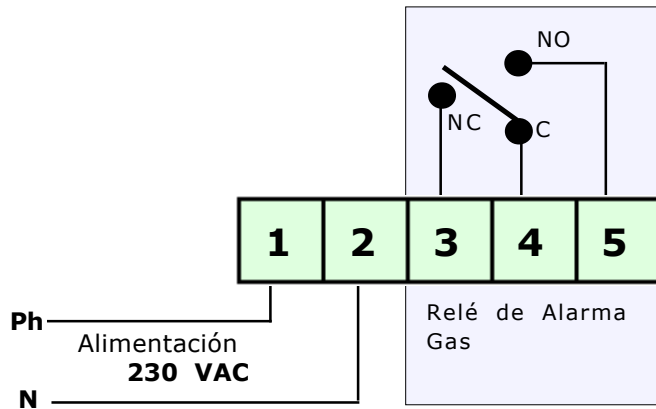 NO
NC
C
1 2 3 4 5
Ph
Alimentación
230 VAC
N
Relé de Alarma
Gas